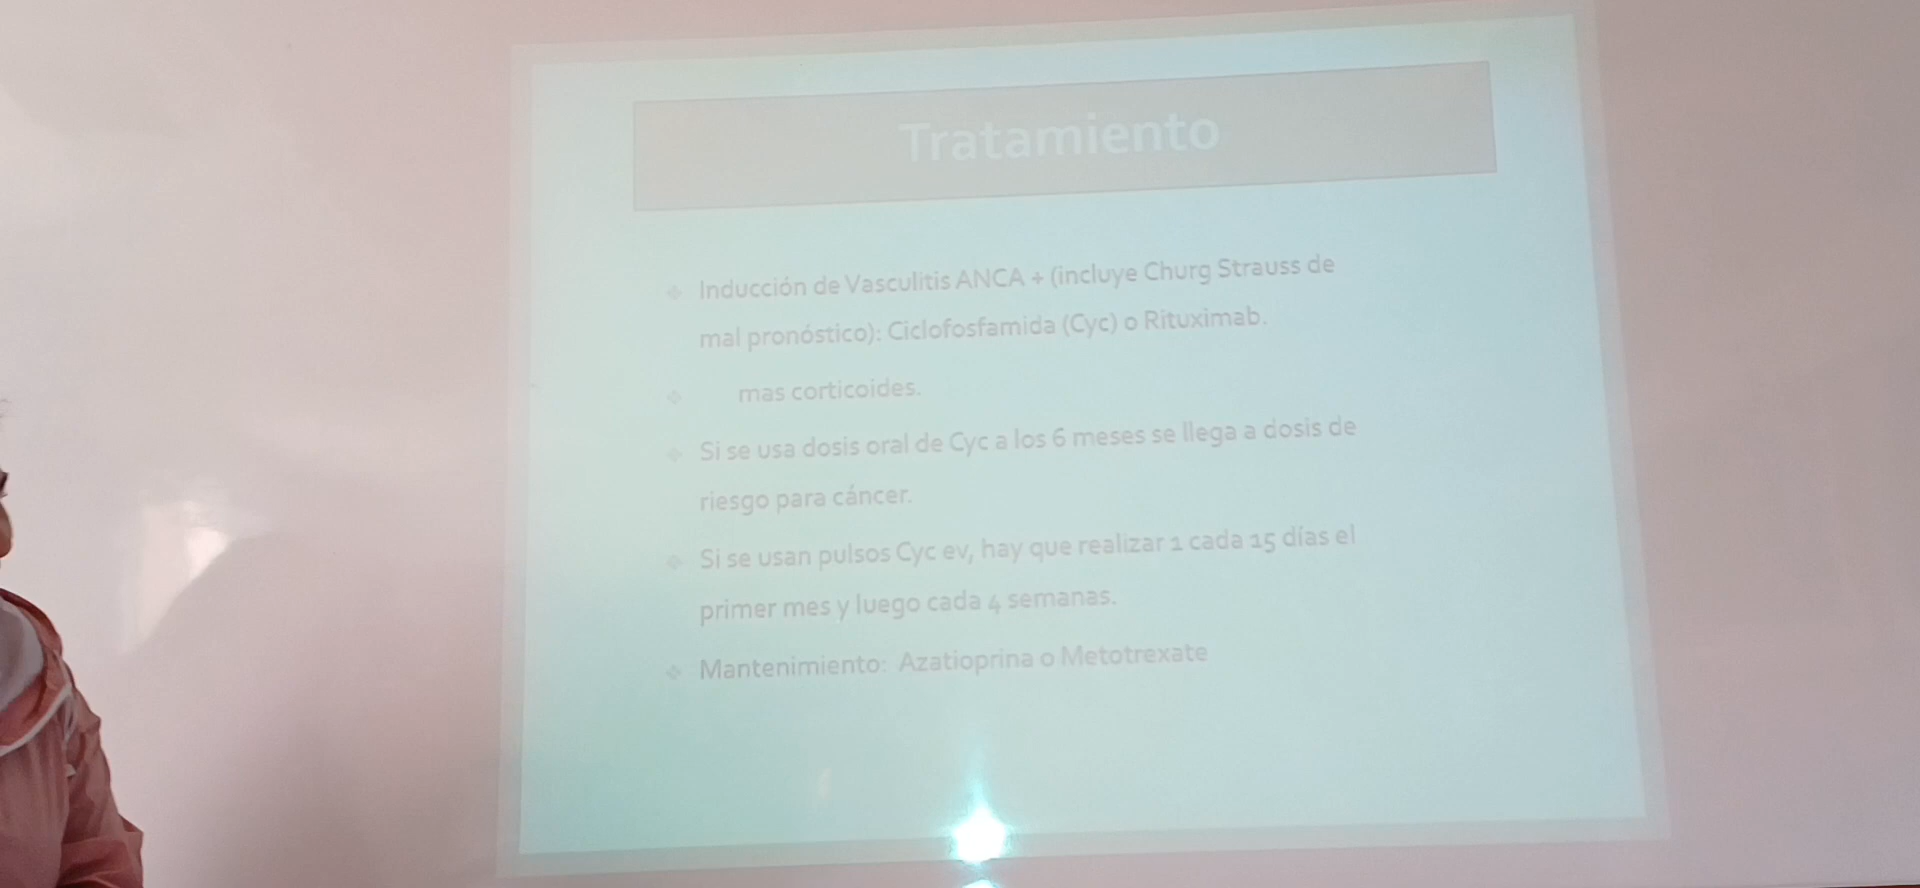 Tratamiento
Inducción de Vasculitis ANCA + (incluye Churg Strauss de
mal pronóstico): Ciclofosfamida (Cyc) o Rituximab.
mas corticoides.
Si se usa dosis oral de Cyc a los 6 meses se llega a dosis de
riesgo para cáncer.
Si se usan pulsos Cyc ev, hay que realizar 1 cada 15 días el
primer mes y luego cada 4 semanas.
Mantenimiento: Azatioprina o Metotrexate